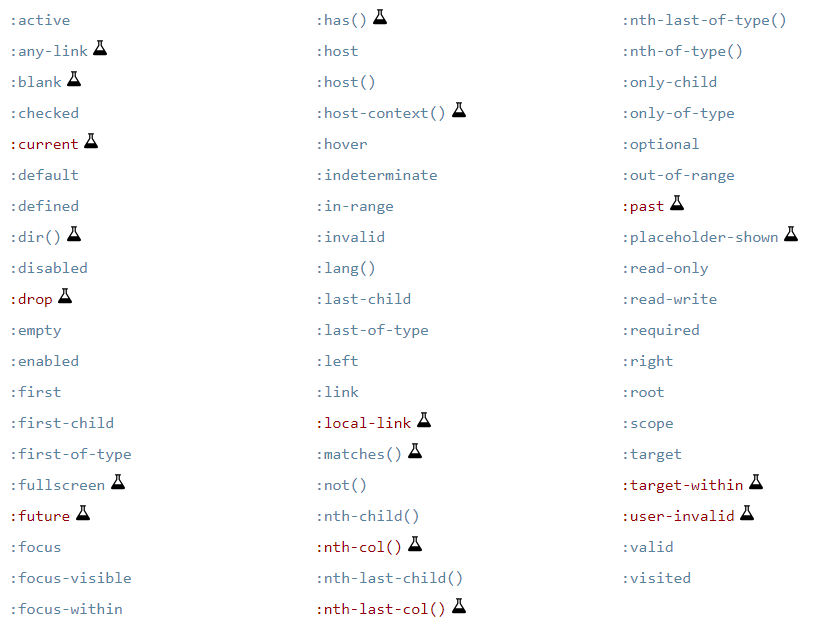 :active
:any-link
:blank
:checked
:current
:default
:defined
:dir()
:disabled
:drop
:empty
:enabled
:first
:first-child
:first-of-type
:fullscreen
:future
:focus
:focus-visible
:focus-within
:has()
:host
:host()
:host-context()
:hover
:indeterminate
:in-range
:invalid
:lang()
:last-child
:last-of-type
:left
:link
:local-link
:matches()
:not()
:nth-child()
:nth-col()
:nth-last-child()
:nth-last-col()
:nth-last-of-type()
:nth-of-type()
:only-child
:only-of-type
:optional
:out-of-range
:past
:placeholder-shown
:read-only
:read-write
:required
:right
:root
:scope
:target
:target-within
:user-invalid
:valid
:visited